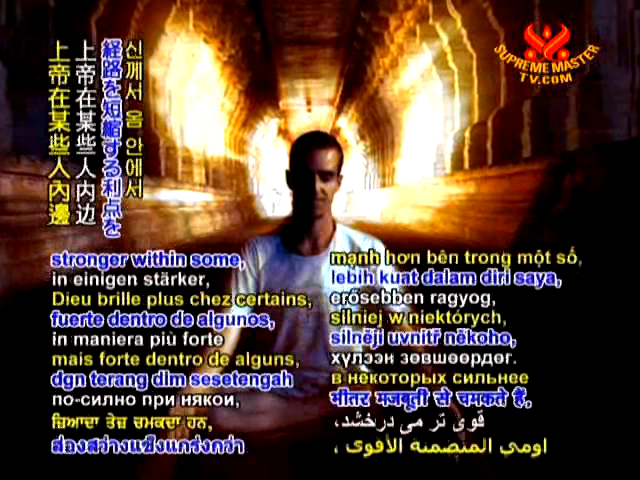 SUPREME MASTER
TV.COM
上帝在某些人內邊
上帝在某些人内边
経路を短縮する利点を
신께서 옴 안에서
stronger within some,
in einigen stärker,
Dieu brille plus chez certains,
fuerte dentro de algunos,
in maniera più forte
mais forte dentro de alguns,
dgn terang dlm sesetengah
по-силно при някои,
ਜ਼ਿਆਦਾ ਤੇਜ਼ ਚਮਕਦਾ ਹਨ,
ส่องสว่างแข็งแกร่งกว่า
mạnh hơn bên trong một số,
lebih kuat dalam diri saya,
erősebben ragyog,
silniej w niektórych,
silněji uvnitř někoho,
хүлээн зөвшөөрдөг.
в некоторых сильнее
भीतर मजबूती से चमकते हैं,
قوی تر می درخشد،
اومي المتضمنة الأقوى ،